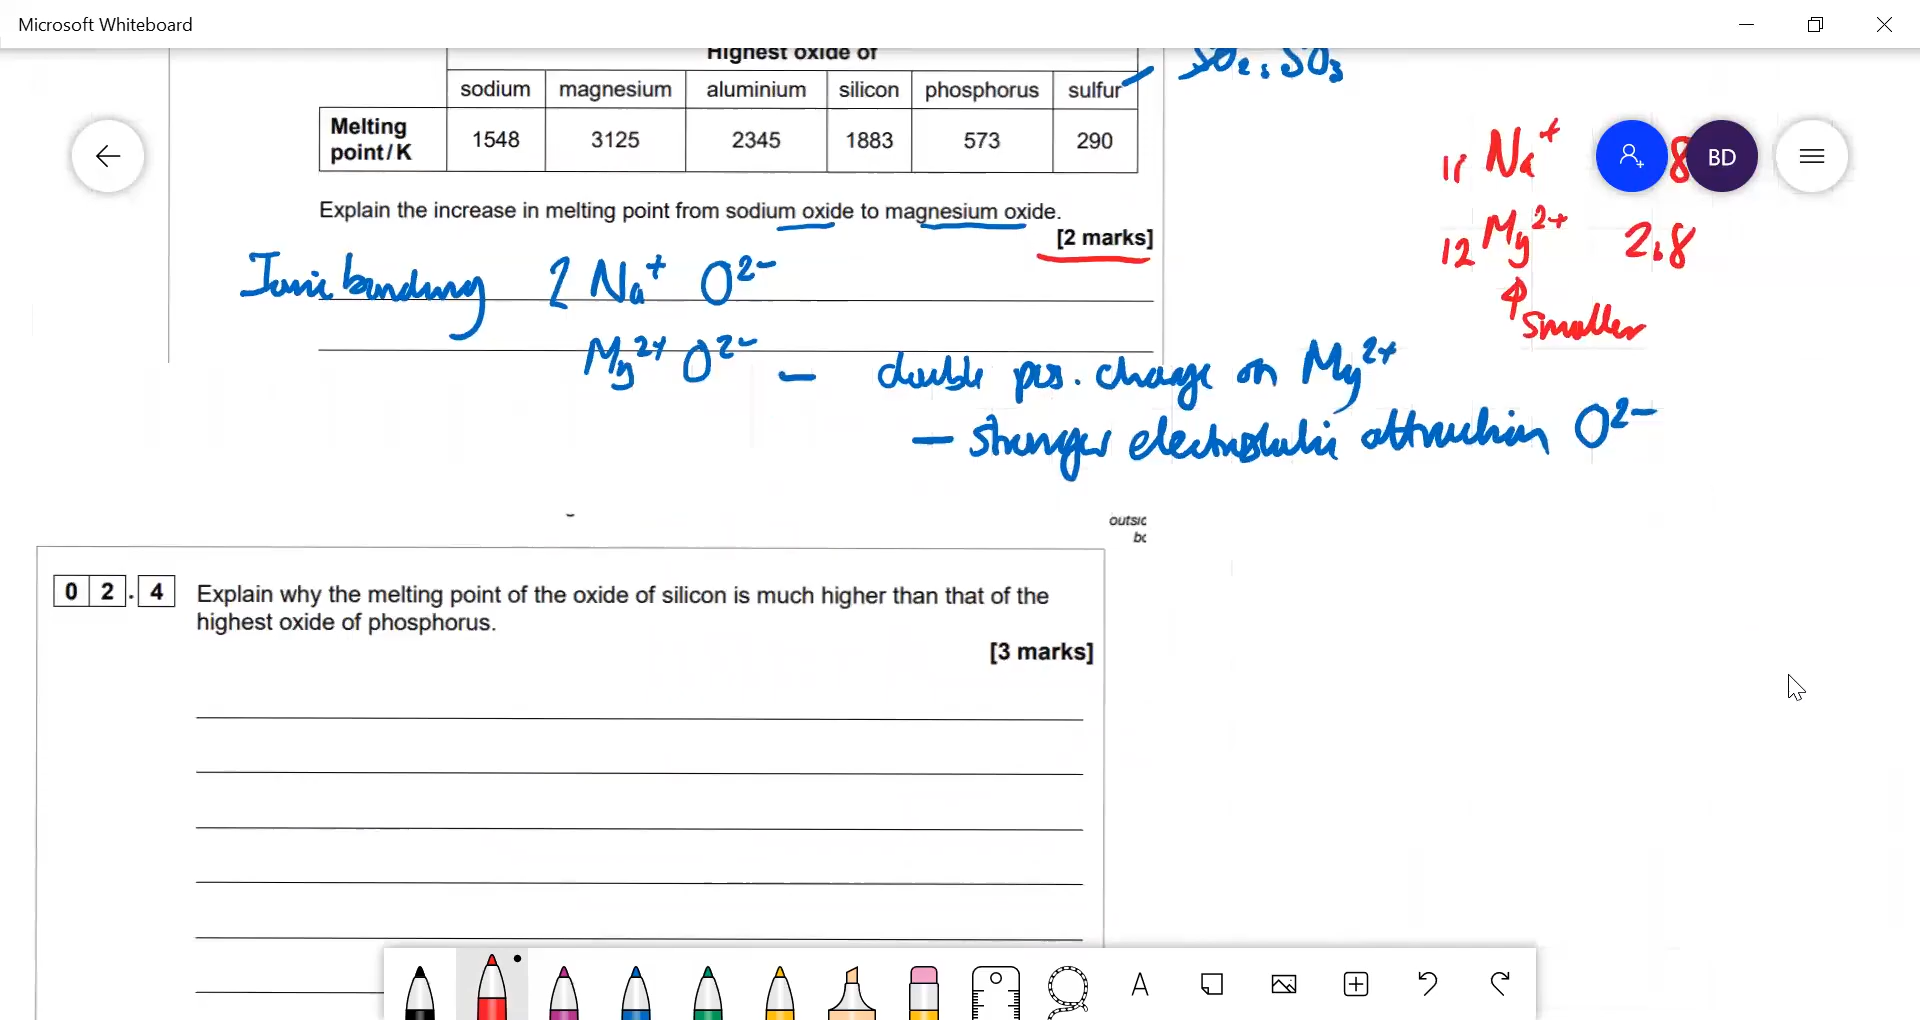 Microsoft Whiteboard
Highest oxide of
SO₂, SO₃
sodium magnesium aluminium silicon phosphorus sulfur
Melting point/K 1548 3125 2345 1883 573 290
11 Na⁺ 8
BD
Explain the increase in melting point from sodium oxide to magnesium oxide.
[2 marks]
12 Mg²⁺ 2,8
smaller
Ionic bonding 2 Na⁺ O²⁻
Mg²⁺ O²⁻ – double pos. charge on Mg²⁺
– stronger electrostatic attraction O²⁻
02.4 Explain why the melting point of the oxide of silicon is much higher than that of the
highest oxide of phosphorus.
[3 marks]